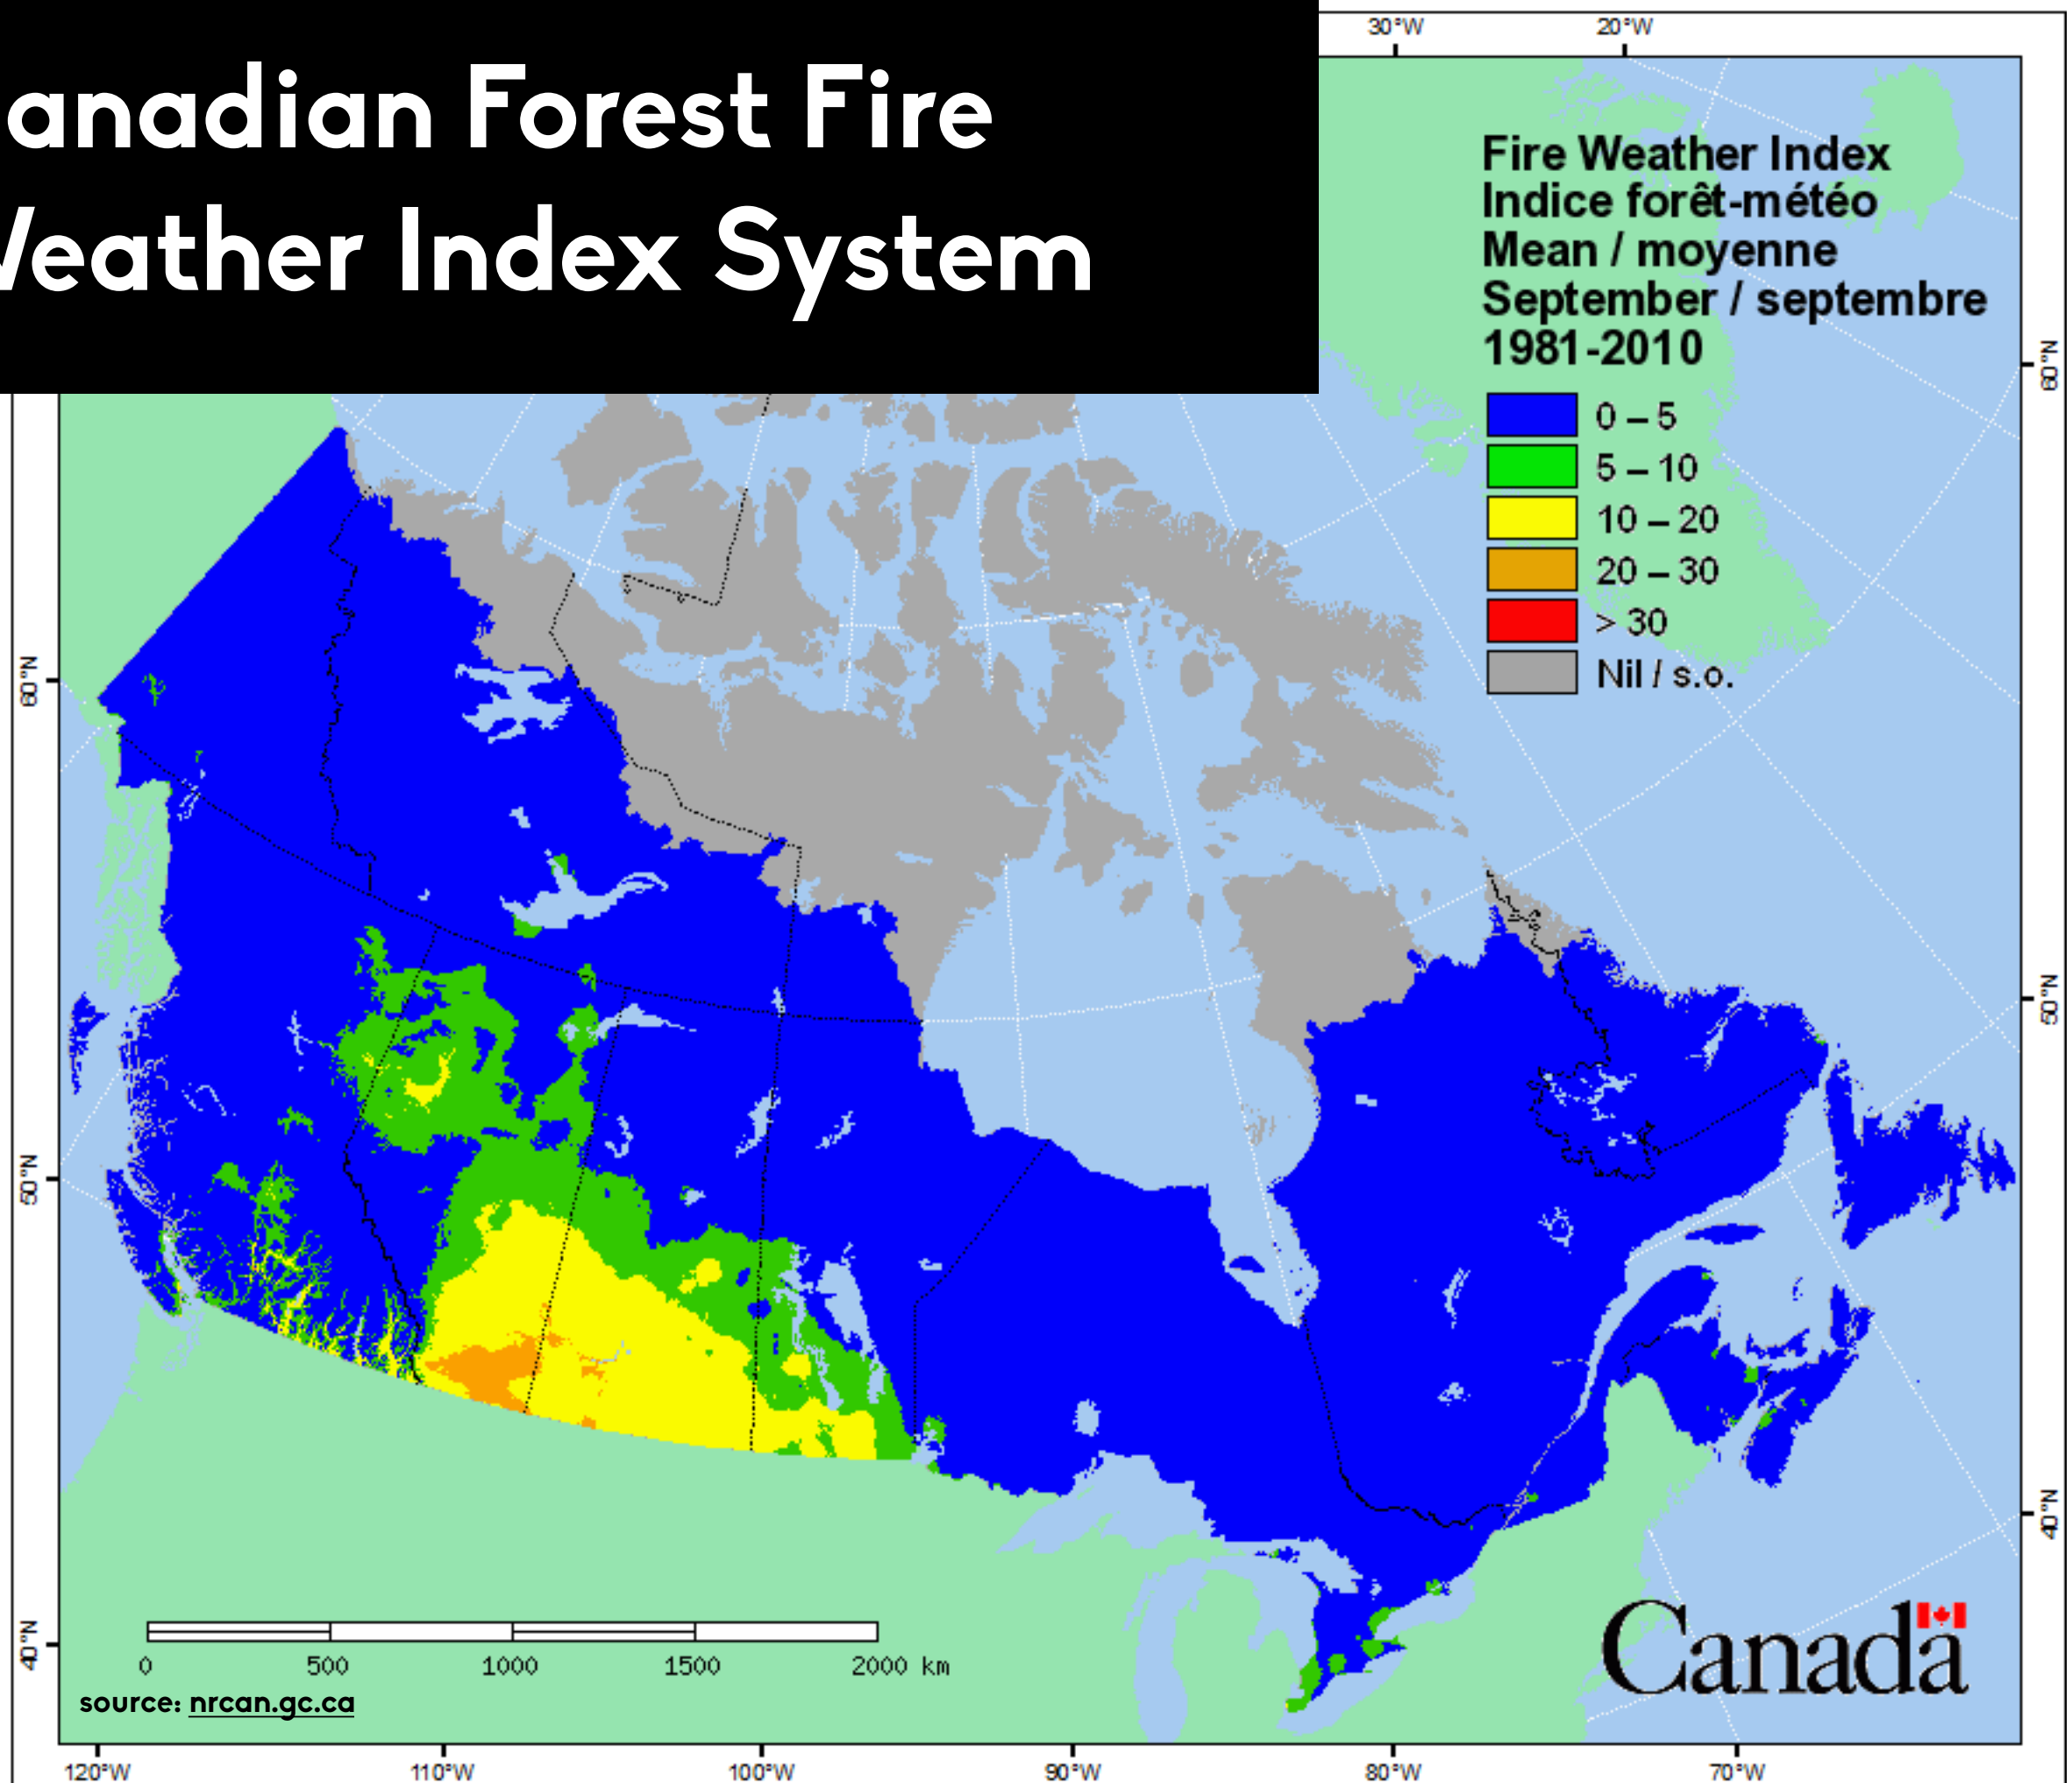 anadian Forest Fire
Weather Index System
30°W
20°W
Fire Weather Index
Indice forêt-météo
Mean / moyenne
September / septembre
1981-2010
0 – 5
5 – 10
10 – 20
20 – 30
> 30
Nil / s.o.
60°N
60°N
50°N
50°N
40°N
40°N
0 500 1000 1500 2000 km
source: nrcan.gc.ca
Canada
120°W 110°W 100°W 90°W 80°W 70°W